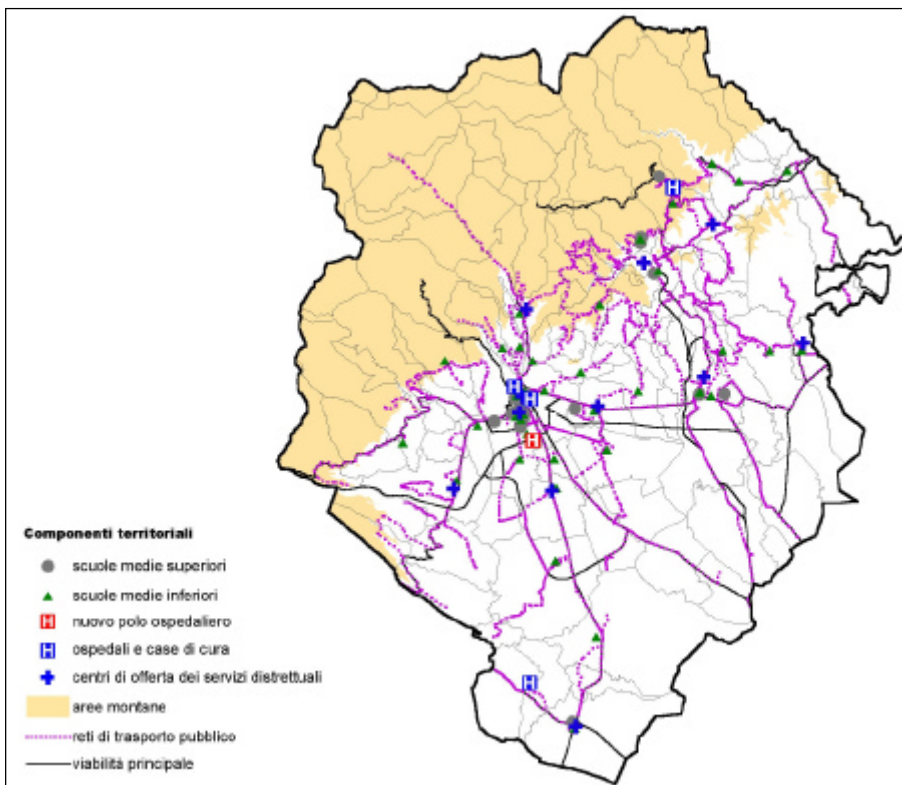 Componenti territoriali
scuole medie superiori
scuole medie inferiori
H nuovo polo ospedaliero
H ospedali e case di cura
centri di offerta dei servizi distrettuali
aree montane
reti di trasporto pubblico
viabilità principale
H
H
H
H
H